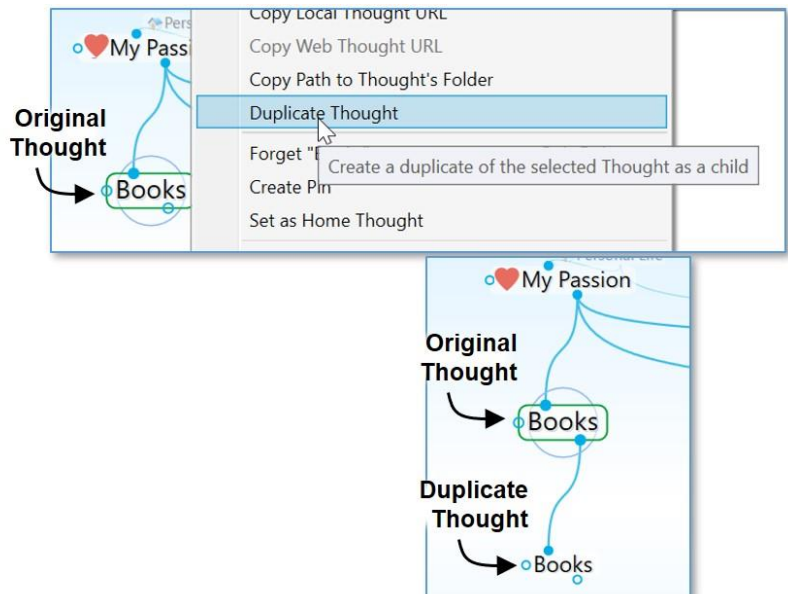 Pers
My Passi
Original
Thought
Books
Copy Local Thought URL
Copy Web Thought URL
Copy Path to Thought's Folder
Duplicate Thought
Forget "B
Create a duplicate of the selected Thought as a child
Create Pin
Set as Home Thought
Personal Life
My Passion
Original
Thought
Books
Duplicate
Thought
Books